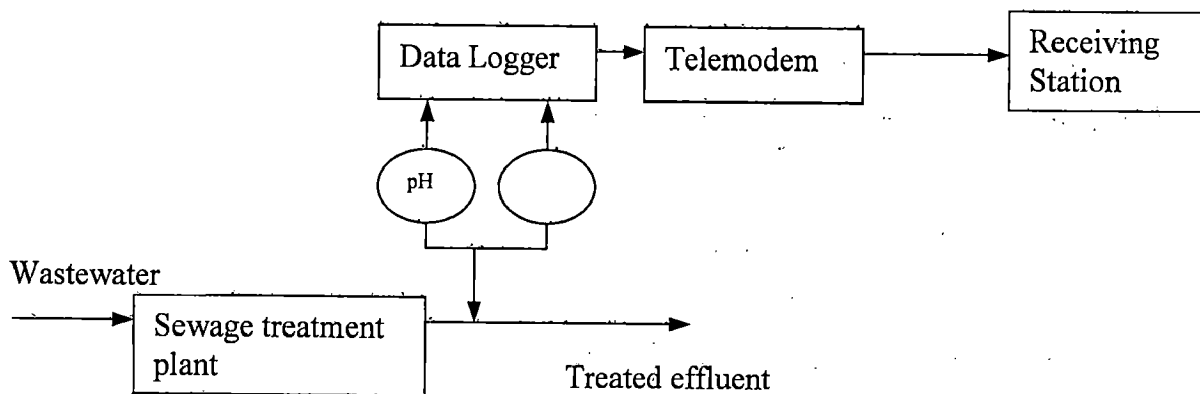 Data Logger
Telemodem
Receiving
Station
pH
Wastewater
Sewage treatment
plant
Treated effluent